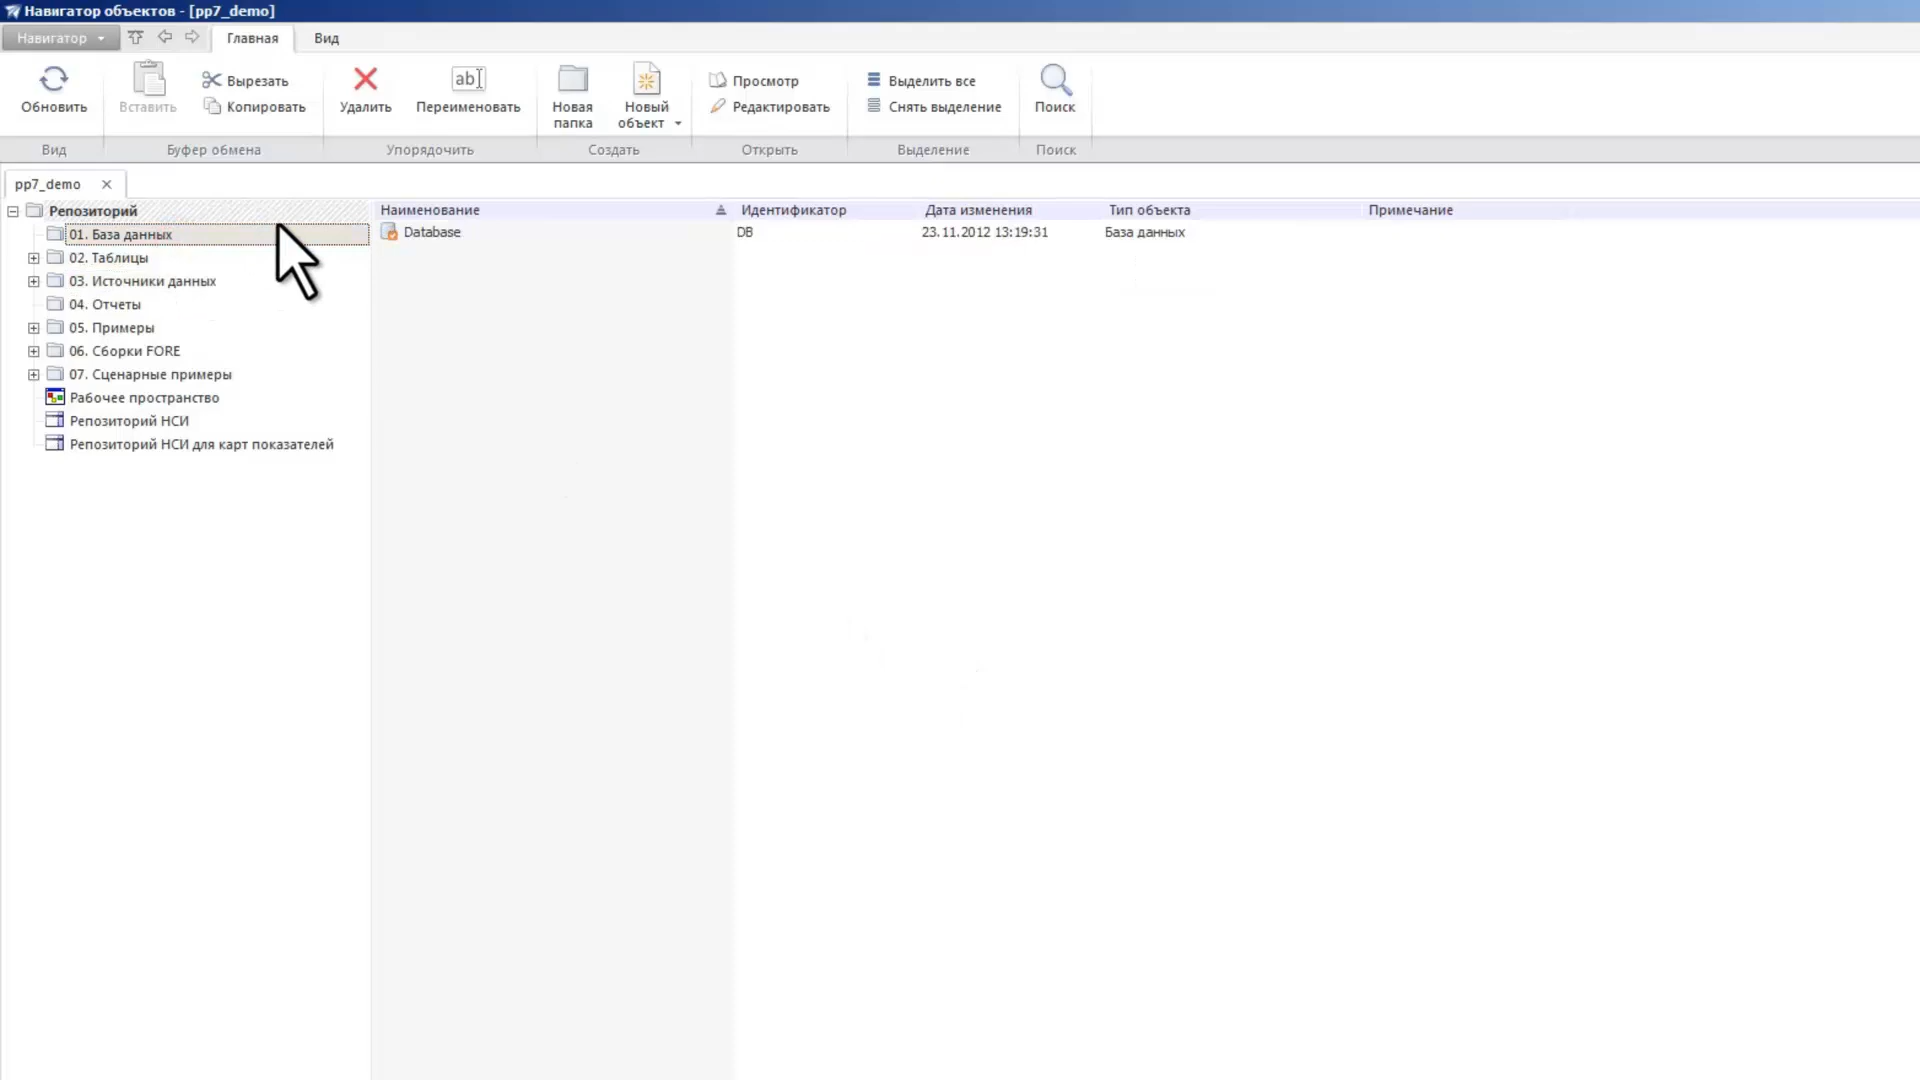 Навигатор объектов - [pp7_demo]
Навигатор
Главная
Вид
Обновить
Вставить
Вырезать
Копировать
Удалить
Переименовать
Новая
папка
Новый
объект
Просмотр
Редактировать
Выделить все
Снять выделение
Поиск
Вид
Буфер обмена
Упорядочить
Создать
Открыть
Выделение
Поиск
pp7_demo
Репозиторий
01. База данных
02. Таблицы
03. Источники данных
04. Отчеты
05. Примеры
06. Сборки FORE
07. Сценарные примеры
Рабочее пространство
Репозиторий НСИ
Репозиторий НСИ для карт показателей
Наименование Идентификатор Дата изменения Тип объекта Примечание
Database DB 23.11.2012 13:19:31 База данных